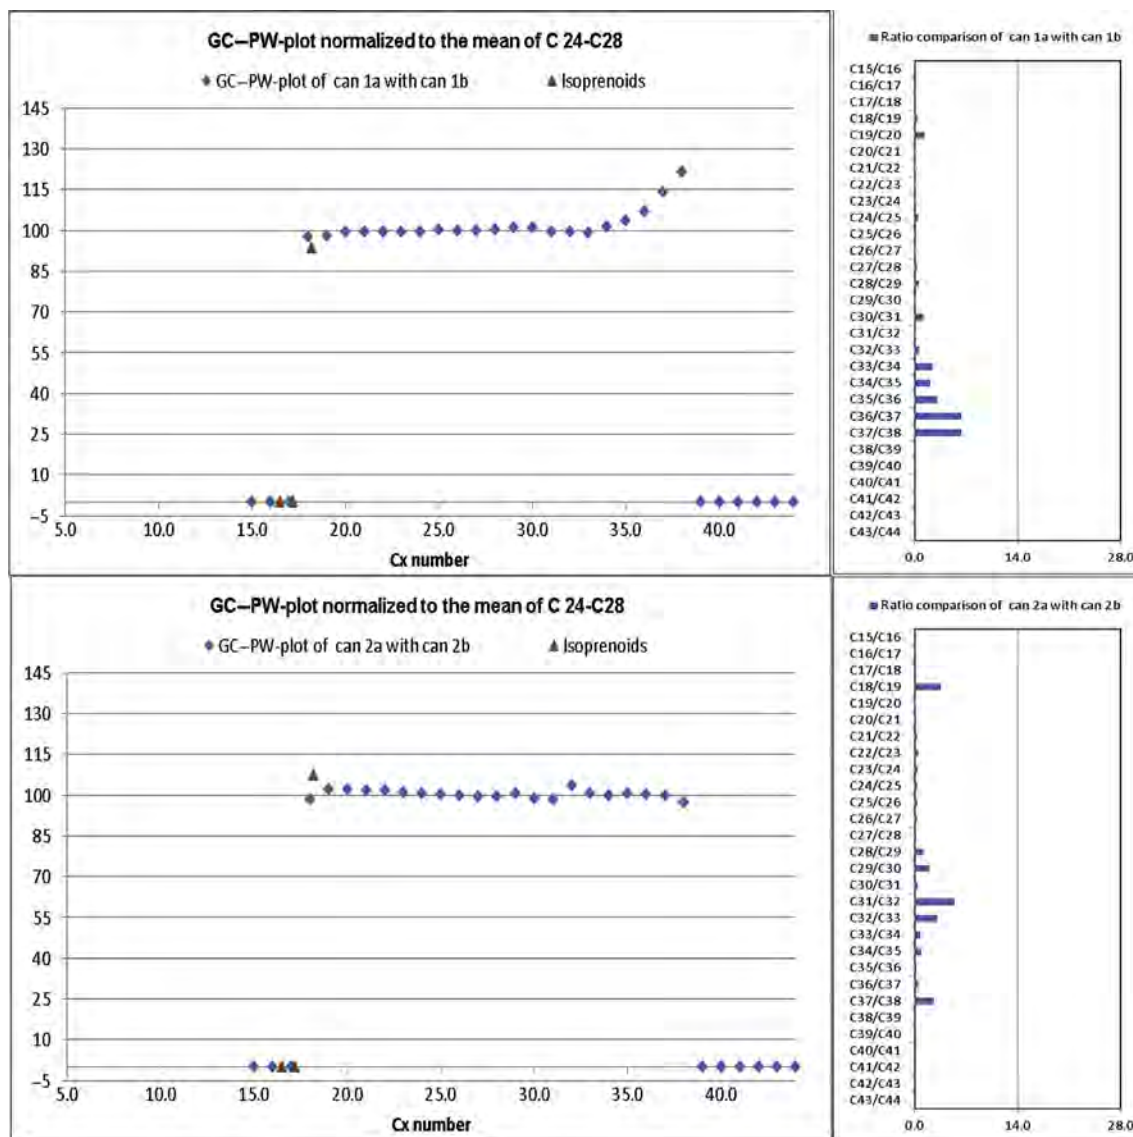 GC—PW-plot normalized to the mean of C 24-C28
GC—PW-plot of can 1a with can 1b Isoprenoids
145
130
115
100
85
70
55
40
25
10
–5
5.0 10.0 15.0 20.0 25.0 30.0 35.0 40.0
Cx number
Ratio comparison of can 1a with can 1b
C15/C16
C16/C17
C17/C18
C18/C19
C19/C20
C20/C21
C21/C22
C22/C23
C23/C24
C24/C25
C25/C26
C26/C27
C27/C28
C28/C29
C29/C30
C30/C31
C31/C32
C32/C33
C33/C34
C34/C35
C35/C36
C36/C37
C37/C38
C38/C39
C39/C40
C40/C41
C41/C42
C42/C43
C43/C44
0.0 14.0 28.0
GC—PW-plot normalized to the mean of C 24-C28
GC—PW-plot of can 2a with can 2b Isoprenoids
145
130
115
100
85
70
55
40
25
10
–5
5.0 10.0 15.0 20.0 25.0 30.0 35.0 40.0
Cx number
Ratio comparison of can 2a with can 2b
C15/C16
C16/C17
C17/C18
C18/C19
C19/C20
C20/C21
C21/C22
C22/C23
C23/C24
C24/C25
C25/C26
C26/C27
C27/C28
C28/C29
C29/C30
C30/C31
C31/C32
C32/C33
C33/C34
C34/C35
C35/C36
C36/C37
C37/C38
C38/C39
C39/C40
C40/C41
C41/C42
C42/C43
C43/C44
0.0 14.0 28.0